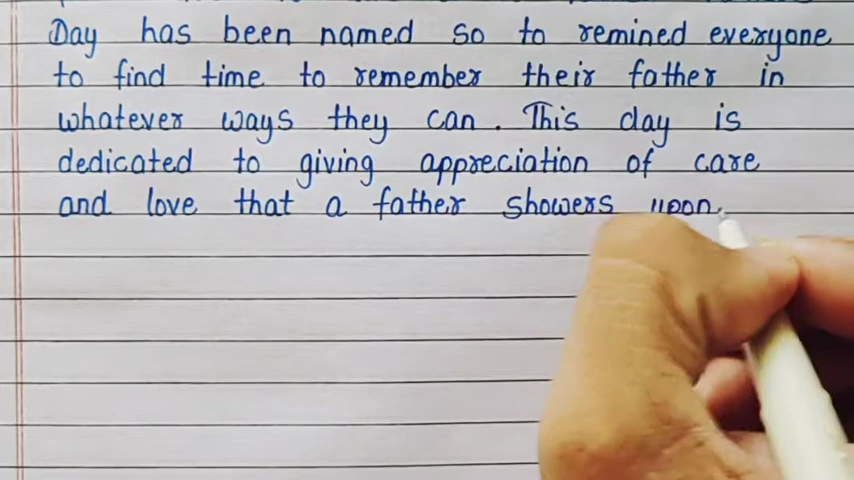 Day has been named so to remined everyone
to find time to remember their father in
whatever ways they can. This day is
dedicated to giving appreciation of care
and love that a father showers upon.